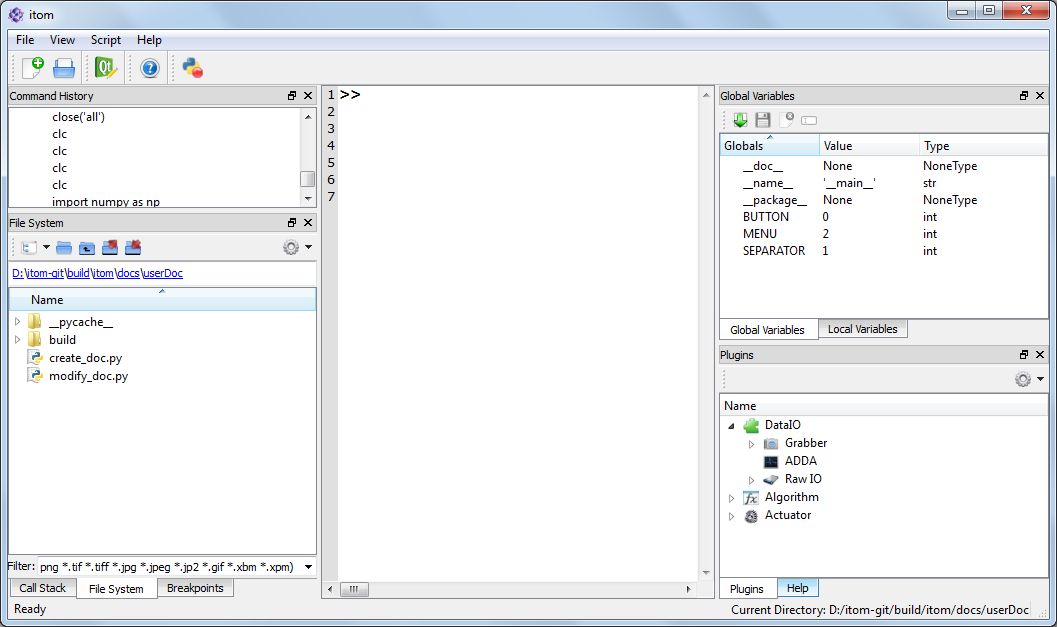 itom
File View Script Help
Command History
close('all')
clc
clc
clc
clc
import numpy as np
File System
D:\itom-git\build\itom\docs\userDoc
Name
__pycache__
build
create_doc.py
modify_doc.py
Filter: png *.tif *.tiff *.jpg *.jpeg *.jp2 *.gif *.xbm *.xpm)
Call Stack File System Breakpoints
1 >>
2
3
4
5
6
7
Global Variables
Globals Value Type
__doc__ None NoneType
__name__ '__main__' str
__package__ None NoneType
BUTTON 0 int
MENU 2 int
SEPARATOR 1 int
Global Variables Local Variables
Plugins
Name
DataIO
Grabber
ADDA
Raw IO
fx Algorithm
Actuator
Plugins Help
Ready
Current Directory: D:/itom-git/build/itom/docs/userDoc